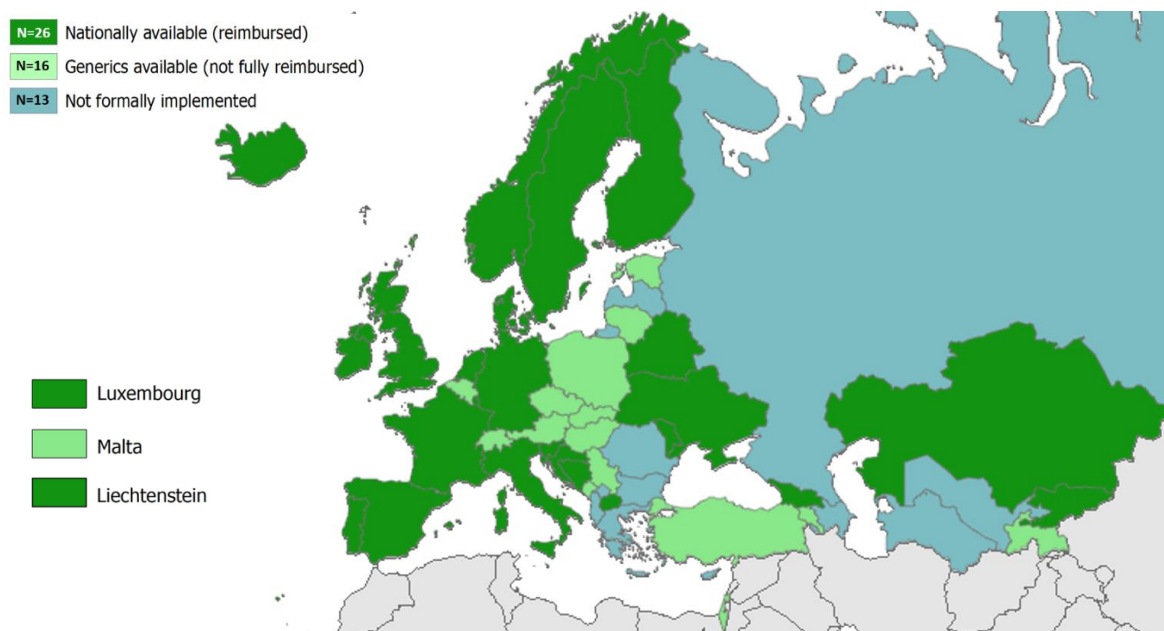 N=26 Nationally available (reimbursed)
N=16 Generics available (not fully reimbursed)
N=13 Not formally implemented
Luxembourg
Malta
Liechtenstein